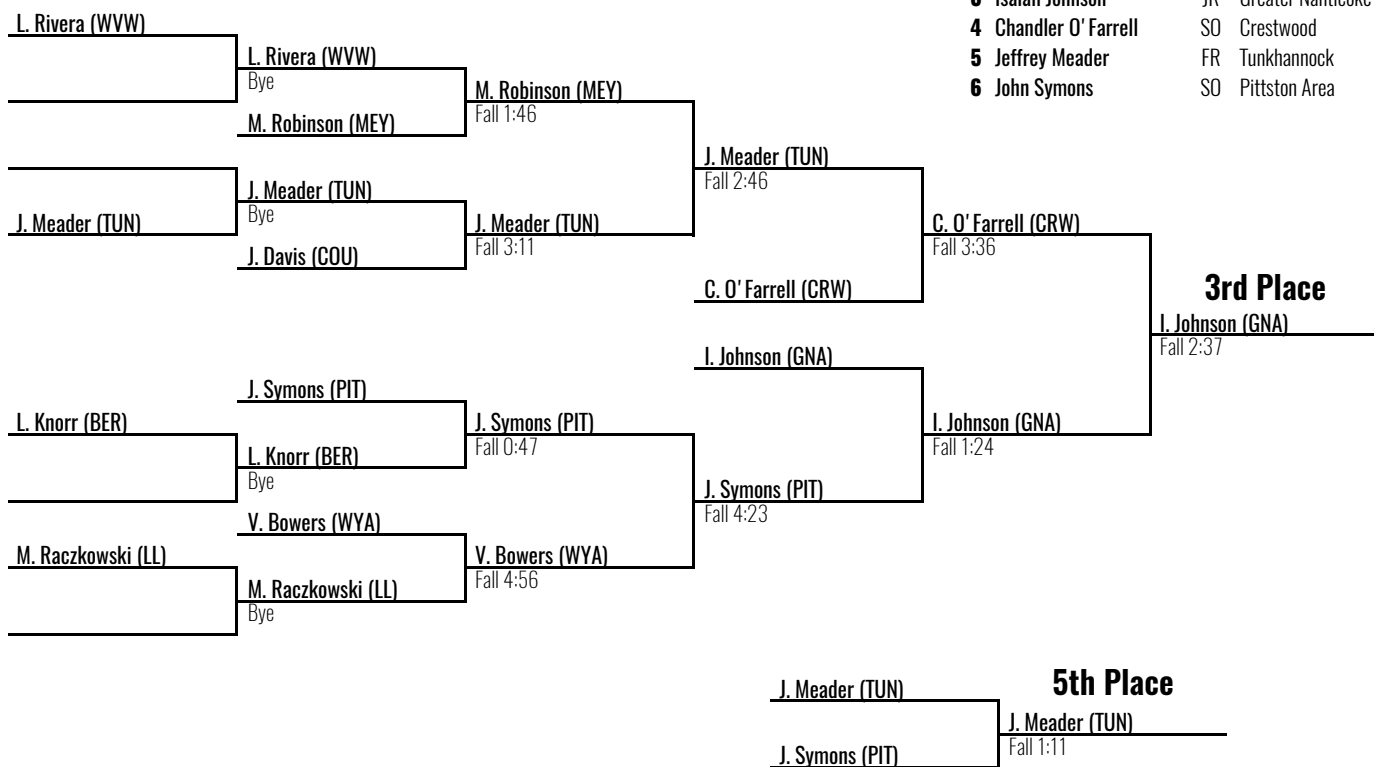 3 Isaiah Johnson JR Greater Nanticoke
4 Chandler O'Farrell SO Crestwood
5 Jeffrey Meader FR Tunkhannock
6 John Symons SO Pittston Area
L. Rivera (WVW)
L. Rivera (WVW)
Bye
M. Robinson (MEY)
M. Robinson (MEY)
Fall 1:46
J. Meader (TUN)
J. Meader (TUN)
Bye
J. Davis (COU)
J. Meader (TUN)
Fall 3:11
J. Meader (TUN)
Fall 2:46
C. O'Farrell (CRW)
C. O'Farrell (CRW)
Fall 3:36
3rd Place
I. Johnson (GNA)
Fall 2:37
I. Johnson (GNA)
I. Johnson (GNA)
Fall 1:24
J. Symons (PIT)
L. Knorr (BER)
L. Knorr (BER)
Bye
J. Symons (PIT)
Fall 0:47
J. Symons (PIT)
Fall 4:23
V. Bowers (WYA)
M. Raczkowski (LL)
M. Raczkowski (LL)
Bye
V. Bowers (WYA)
Fall 4:56
5th Place
J. Meader (TUN)
J. Meader (TUN)
Fall 1:11
J. Symons (PIT)